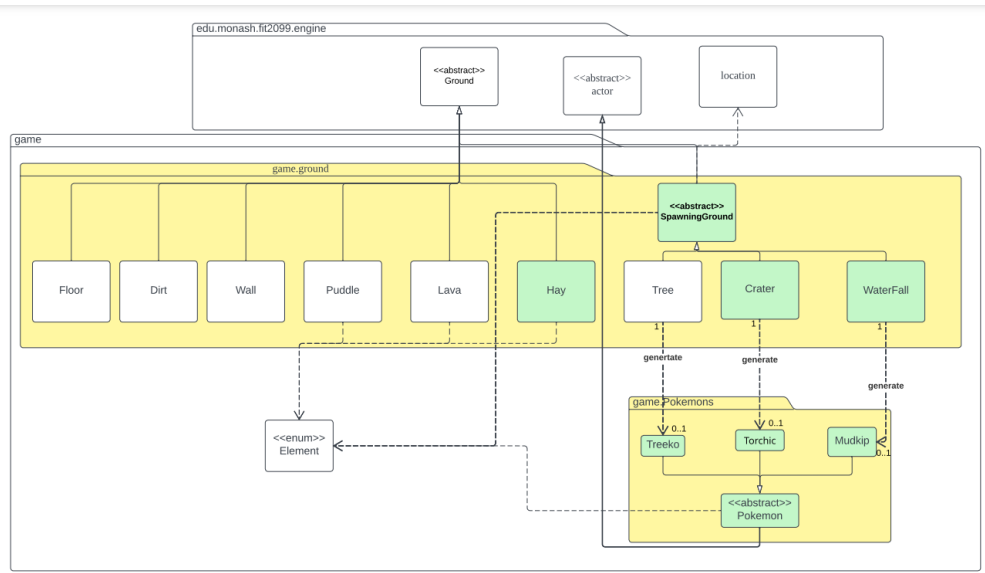 edu.monash.fit2099.engine
<<abstract>>
Ground
<<abstract>>
actor
location
game
game.ground
<<abstract>>
SpawningGround
Floor
Dirt
Wall
Puddle
Lava
Hay
Tree
Crater
WaterFall
1
1
1
genertate
generate
generate
game.Pokemons
<<enum>>
Element
0..1
0..1
0..1
Treeko
Torchic
Mudkip
<<abstract>>
Pokemon